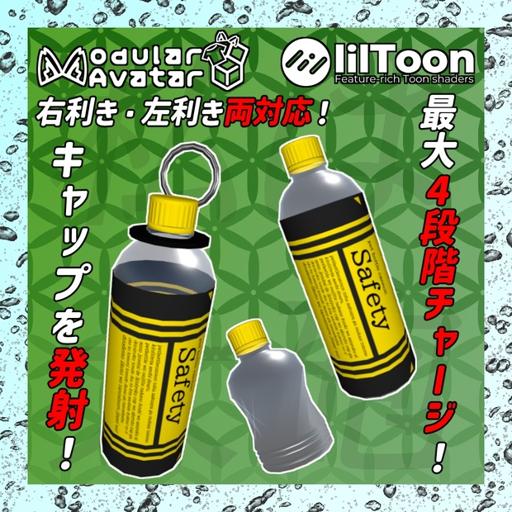 Modular
Avatar
lilToon
Feature-rich Toon shaders
右利き・左利き両対応！
キャップを発射！
最大4段階チャージ！
Safety
Safety